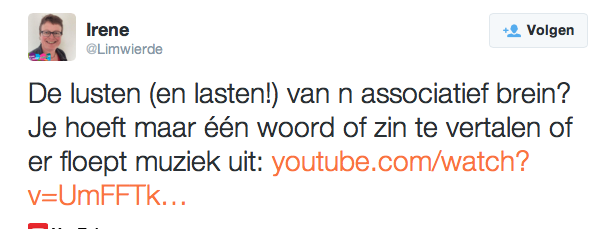 Irene
@Limwierde
Volgen
De lusten (en lasten!) van n associatief brein?
Je hoeft maar één woord of zin te vertalen of
er floept muziek uit: youtube.com/watch?
v=UmFFTk...